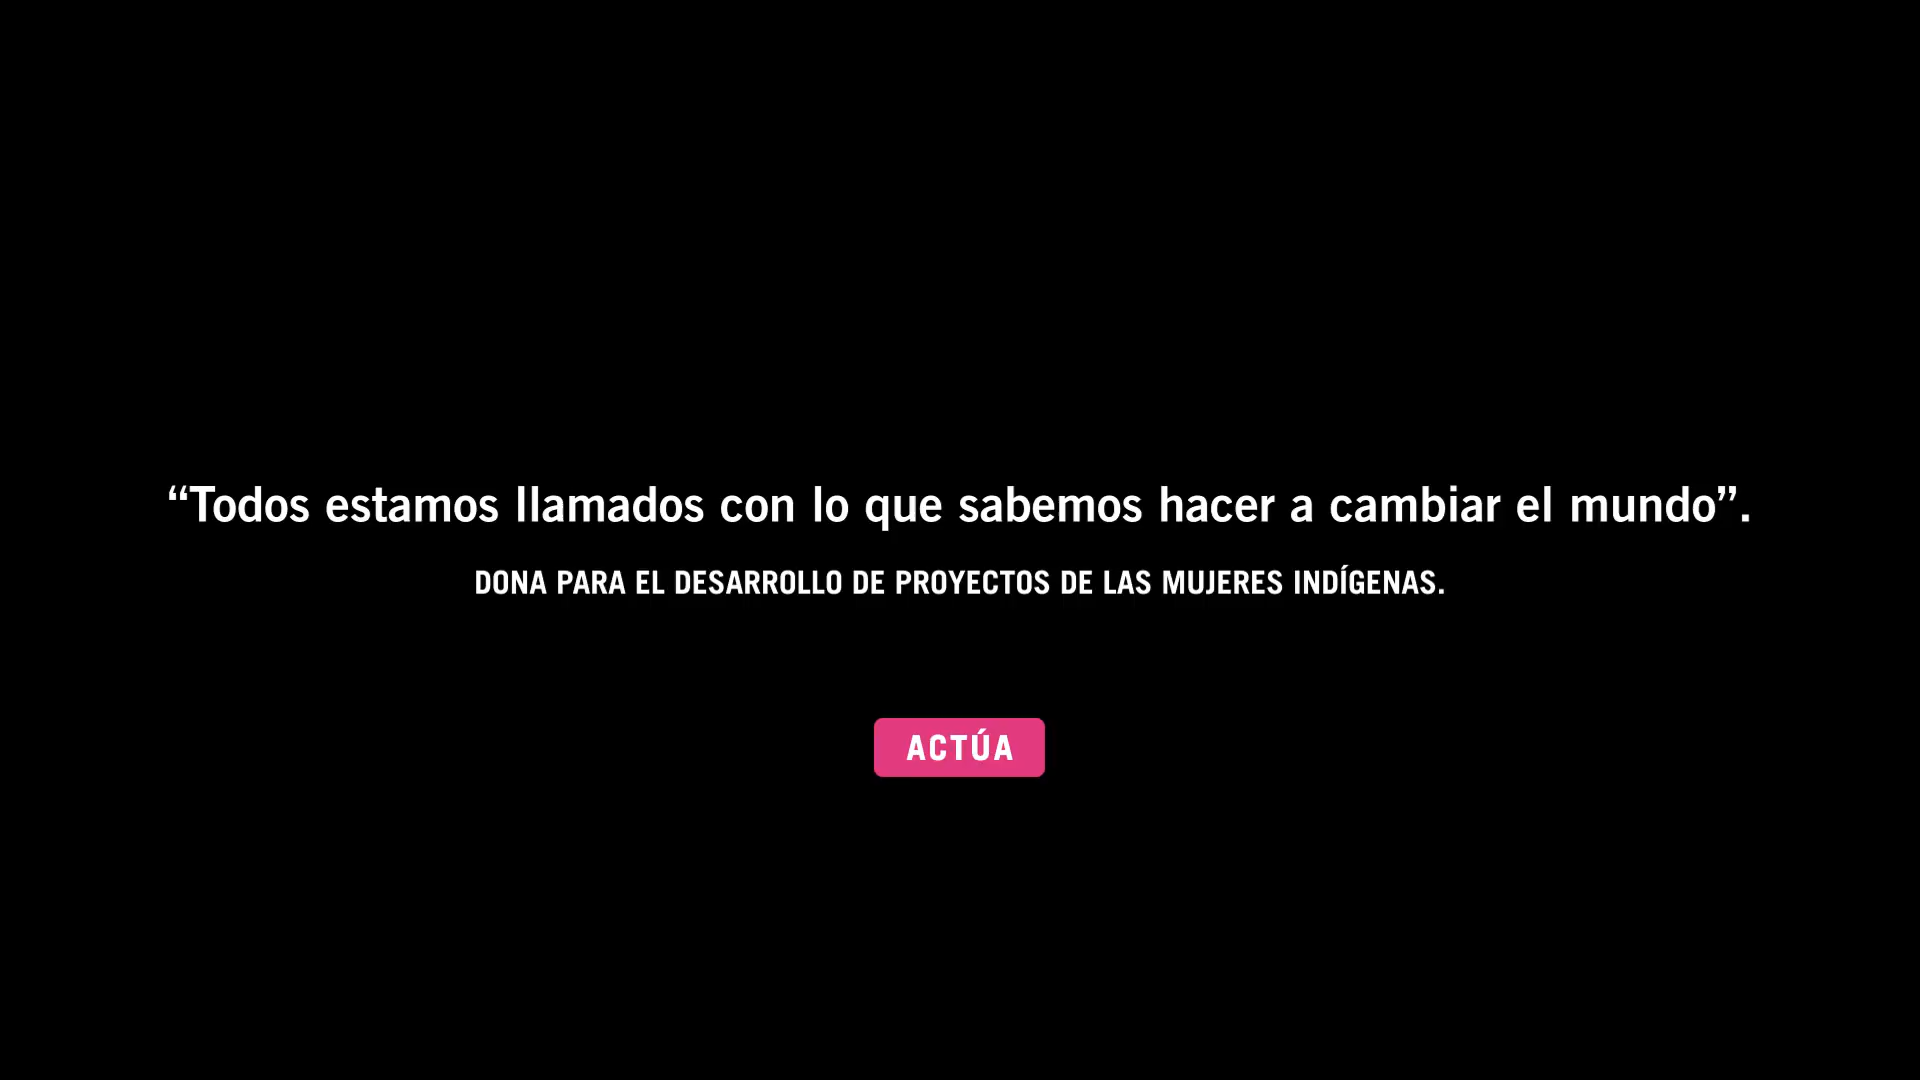 “Todos estamos llamados con lo que sabemos hacer a cambiar el mundo”.
DONA PARA EL DESARROLLO DE PROYECTOS DE LAS MUJERES INDÍGENAS.
ACTÚA